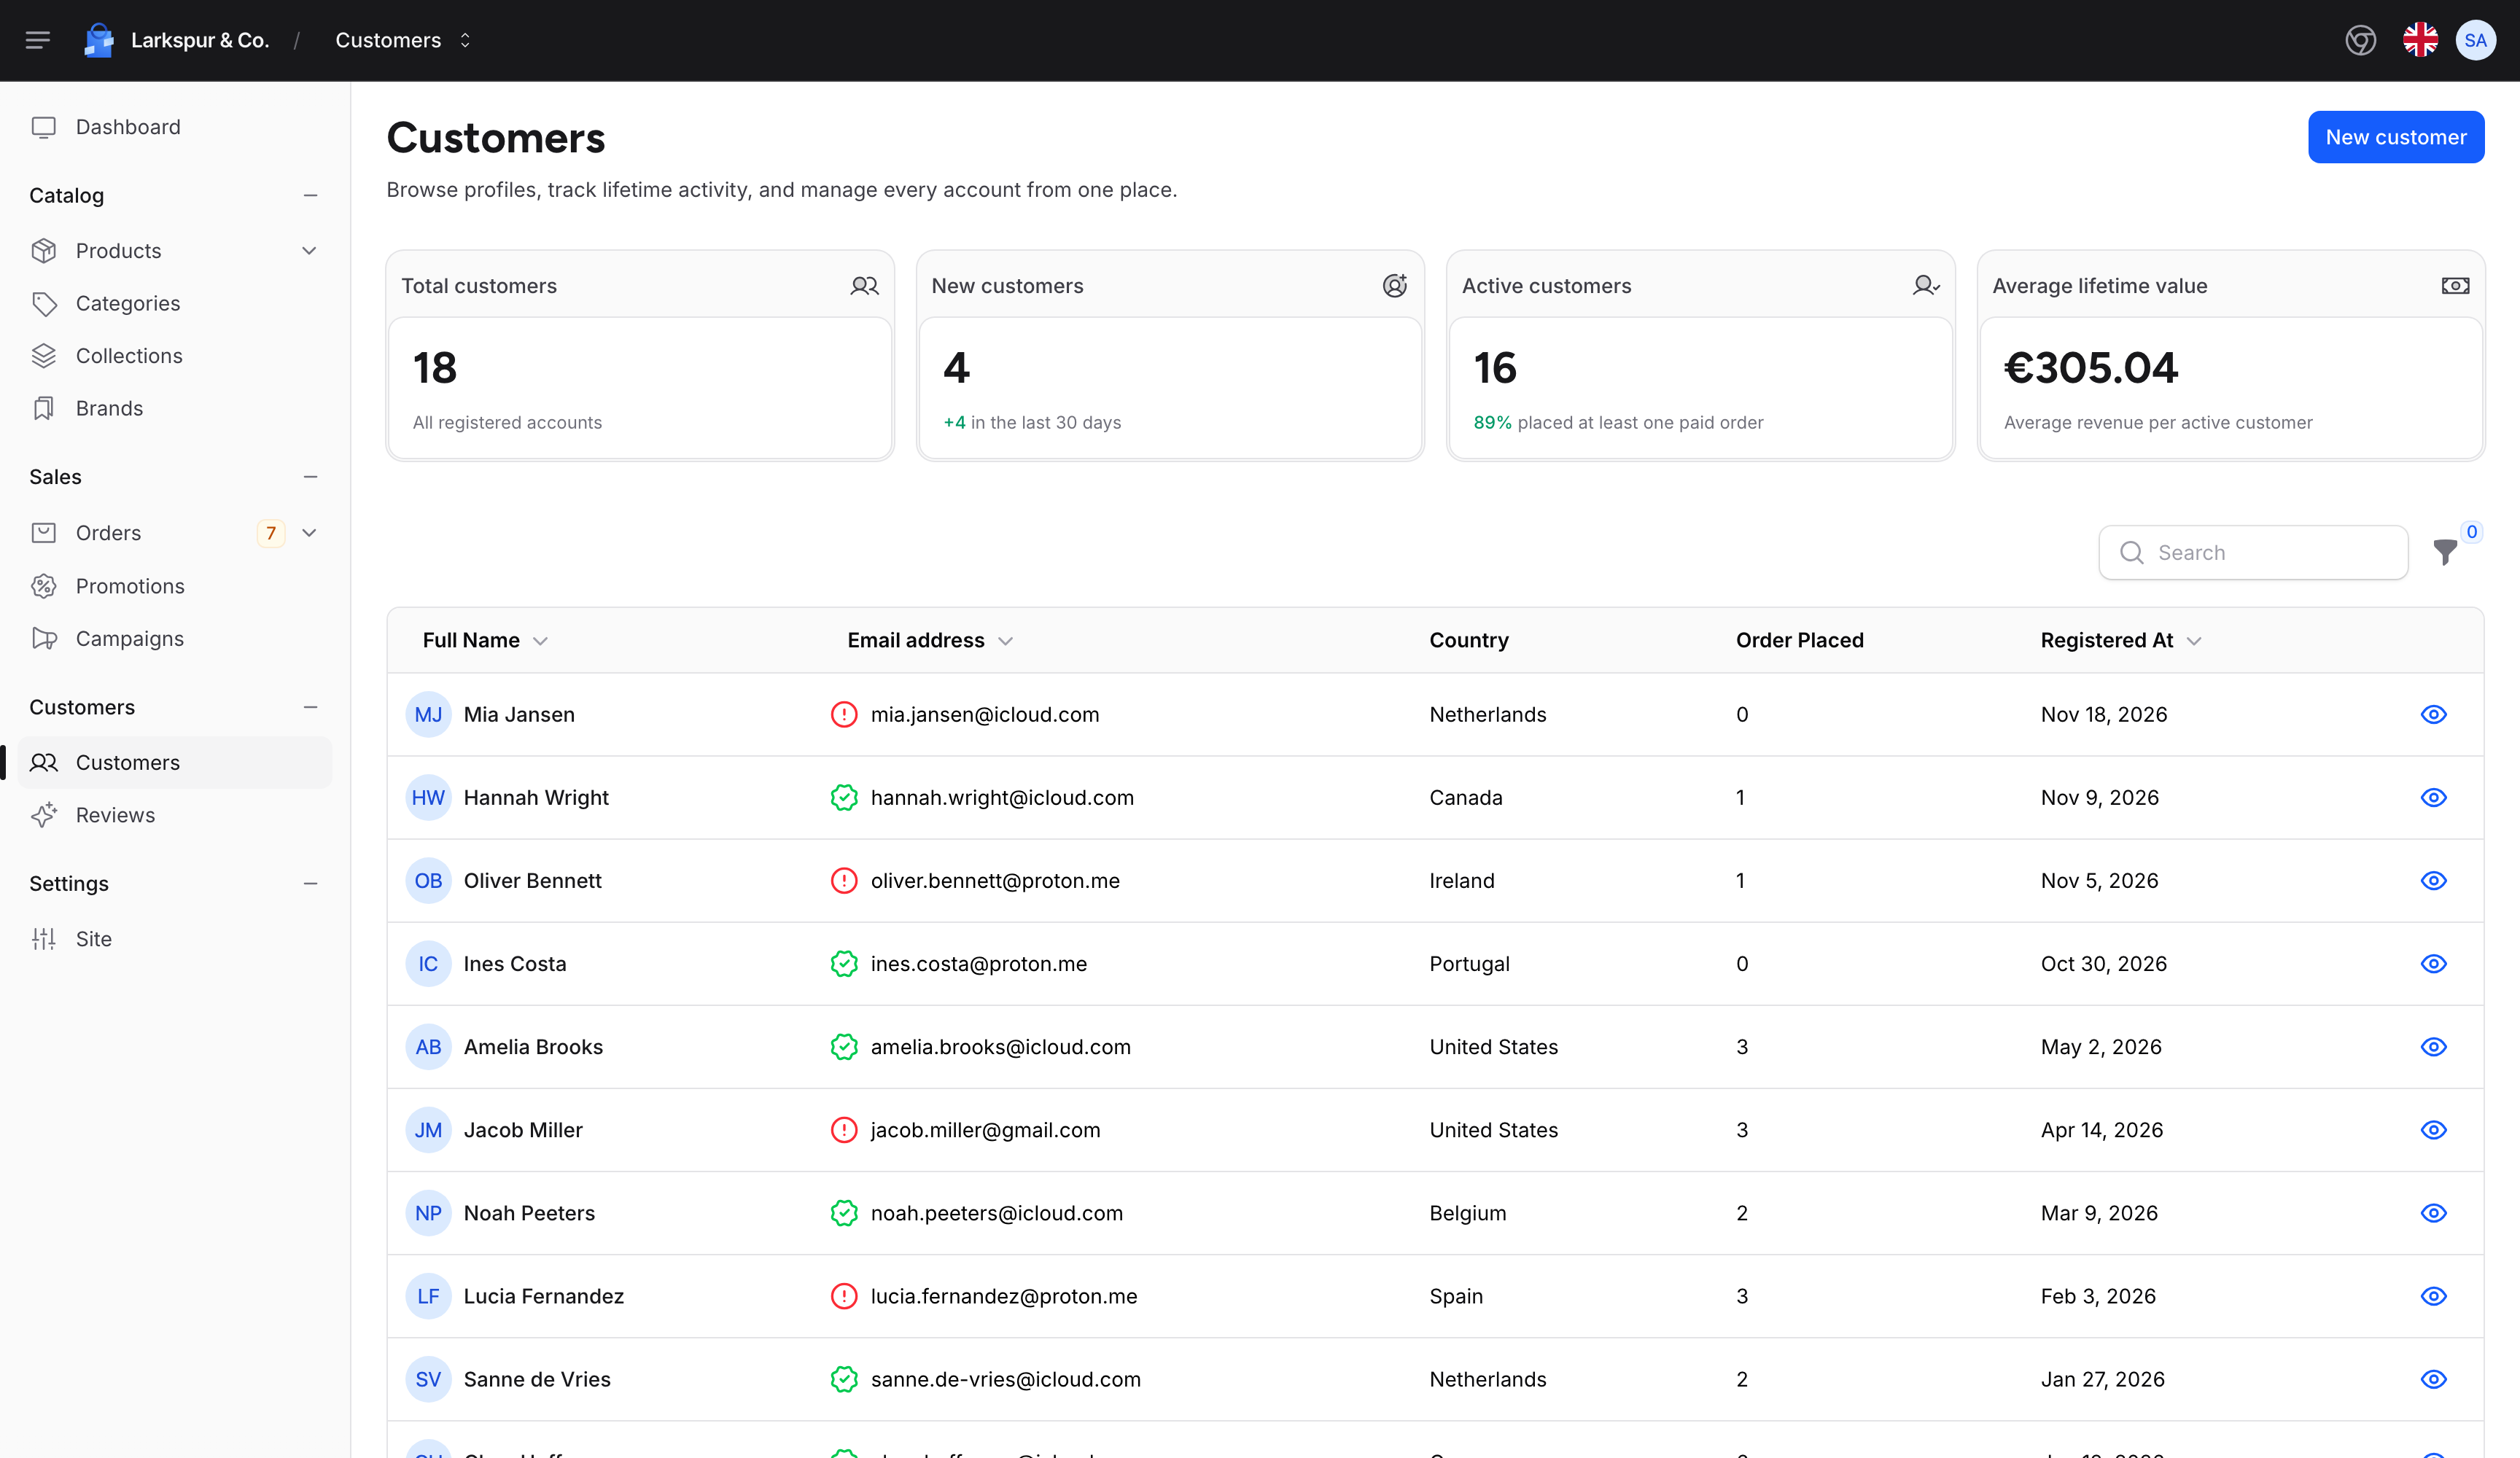 Larkspur & Co. / Customers
SA
Dashboard
Catalog
Products
Categories
Collections
Brands
Sales
Orders 7
Promotions
Campaigns
Customers
Customers
Reviews
Settings
Site
Customers
New customer
Browse profiles, track lifetime activity, and manage every account from one place.
Total customers
18
All registered accounts
New customers
4
+4 in the last 30 days
Active customers
16
89% placed at least one paid order
Average lifetime value
€305.04
Average revenue per active customer
Search
0
Full Name Email address Country Order Placed Registered At
MJ Mia Jansen mia.jansen@icloud.com Netherlands 0 Nov 18, 2026
HW Hannah Wright hannah.wright@icloud.com Canada 1 Nov 9, 2026
OB Oliver Bennett oliver.bennett@proton.me Ireland 1 Nov 5, 2026
IC Ines Costa ines.costa@proton.me Portugal 0 Oct 30, 2026
AB Amelia Brooks amelia.brooks@icloud.com United States 3 May 2, 2026
JM Jacob Miller jacob.miller@gmail.com United States 3 Apr 14, 2026
NP Noah Peeters noah.peeters@icloud.com Belgium 2 Mar 9, 2026
LF Lucia Fernandez lucia.fernandez@proton.me Spain 3 Feb 3, 2026
SV Sanne de Vries sanne.de-vries@icloud.com Netherlands 2 Jan 27, 2026